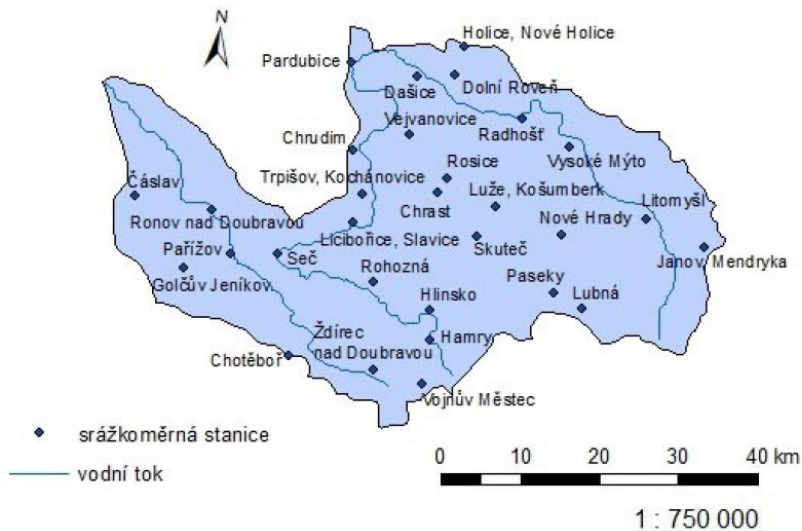 N
Holice, Nové Holice
Pardubice
Dašice
Dolní Roveň
Vejvanovice
Radhošť
Chrudim
Vysoké Mýto
Rosice
Trpišov, Kochánovice
Luže, Košumberk
Čáslav
Chrast
Litomyšl
Ronov nad Doubravou
Nové Hrady
Licibořice, Slavice
Skuteč
Pařížov
Seč
Janov, Mendryka
Rohozná
Golčův Jeníkov
Paseky
Hlinsko
Lubná
Ždírec
nad Doubravou
Hamry
Chotěboř
Vojnův Městec
srážkoměrná stanice
vodní tok
0 10 20 30 40 km
1 : 750 000